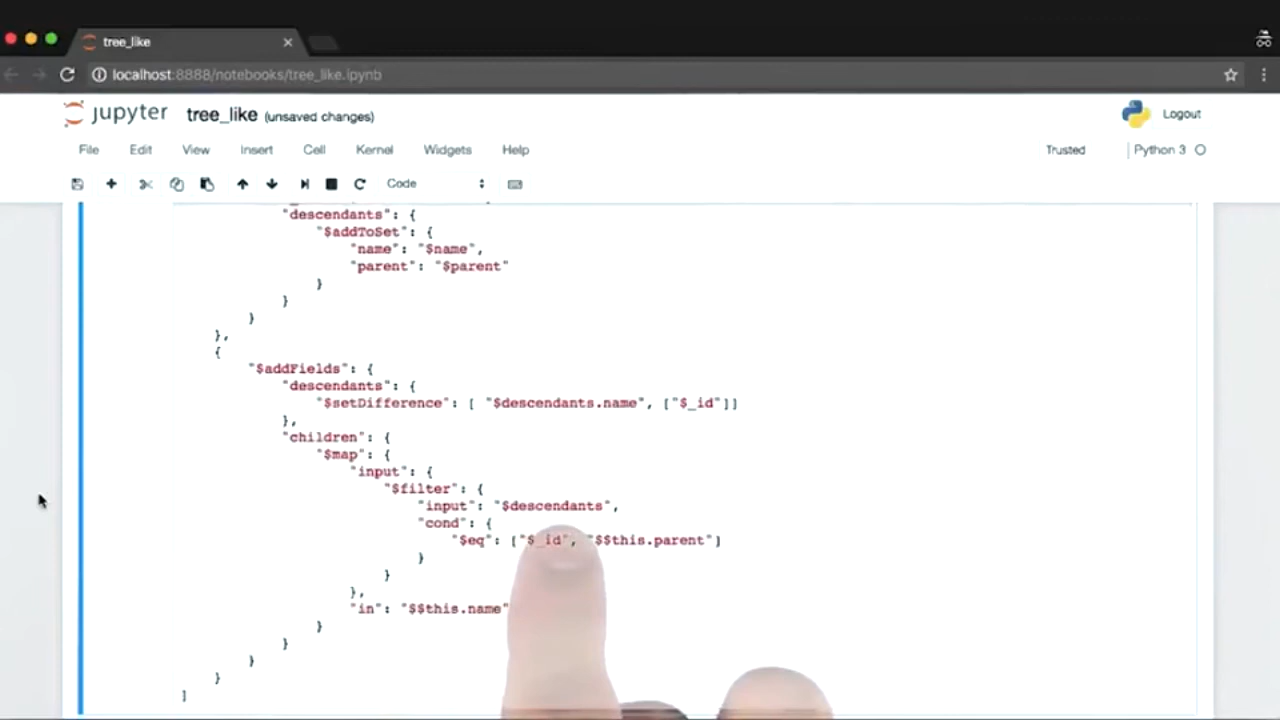 tree_like
localhost:8888/notebooks/tree_like.ipynb
jupyter tree_like (unsaved changes)
Logout
File Edit View Insert Cell Kernel Widgets Help
Trusted
Python 3
Code
"descendants": {
"$addToSet": {
"name": "$name",
"parent": "$parent"
}
}
}
},
{
"$addFields": {
"descendants": {
"$setDifference": [ "$descendants.name", ["$_id"]]
},
"children": {
"$map": {
"input": {
"$filter": {
"input": "$descendants",
"cond": {
"$eq": ["$_id", "$$this.parent"]
}
}
},
"in": "$$this.name"
}
}
}
}
]